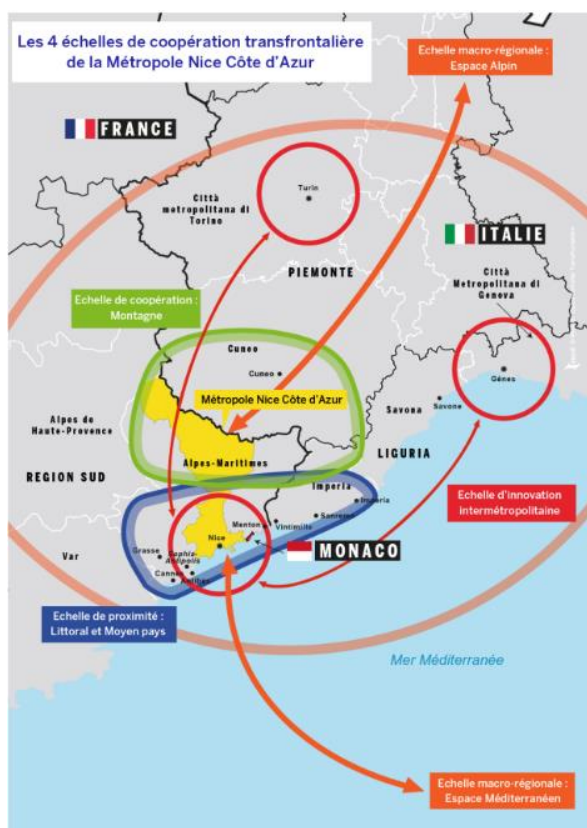 Les 4 échelles de coopération transfrontalière
de la Métropole Nice Côte d'Azur
Echelle macro-régionale :
Espace Alpin
FRANCE
Turin
Città
metropolitana di
Torino
ITALIE
PIEMONTE
Città
Metropolitana di
Genova
Echelle de coopération :
Montagne
Cuneo
Cuneo
Gênes
Métropole Nice Côte d'Azur
Savona
Savone
Alpes de
Haute-Provence
LIGURIA
Alpes-Maritimes
REGION SUD
Imperia
Imperia
Echelle d'innovation
intermétropolitaine
Sanremo
Menton
Vintimille
Nice
MONACO
Grasse
Sophia-
Antipolis
Var
Cannes
Antibes
Echelle de proximité :
Littoral et Moyen pays
Mer Méditerranée
Echelle macro-régionale :
Espace Méditerranéen